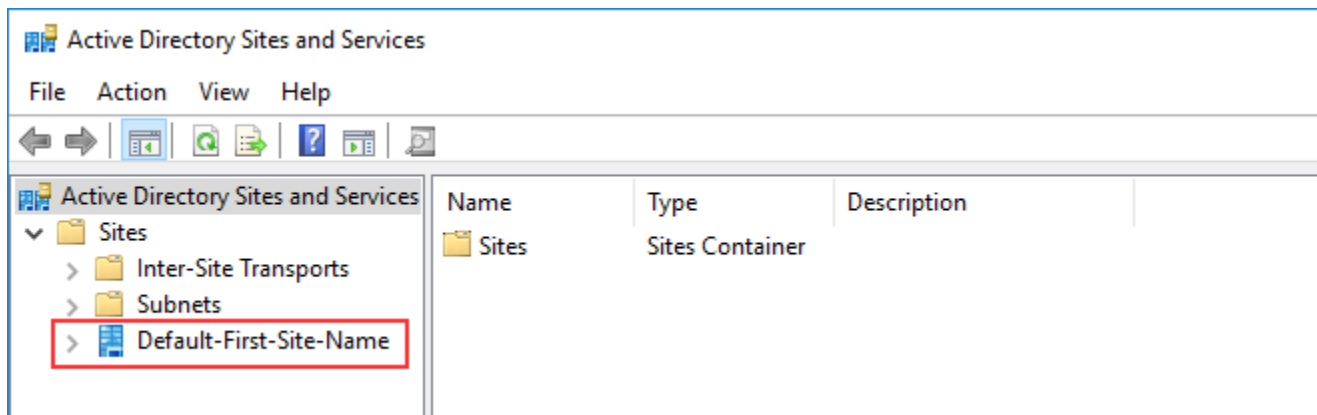 Active Directory Sites and Services
File Action View Help
Active Directory Sites and Services
Sites
Inter-Site Transports
Subnets
Default-First-Site-Name
Name Type Description
Sites Sites Container